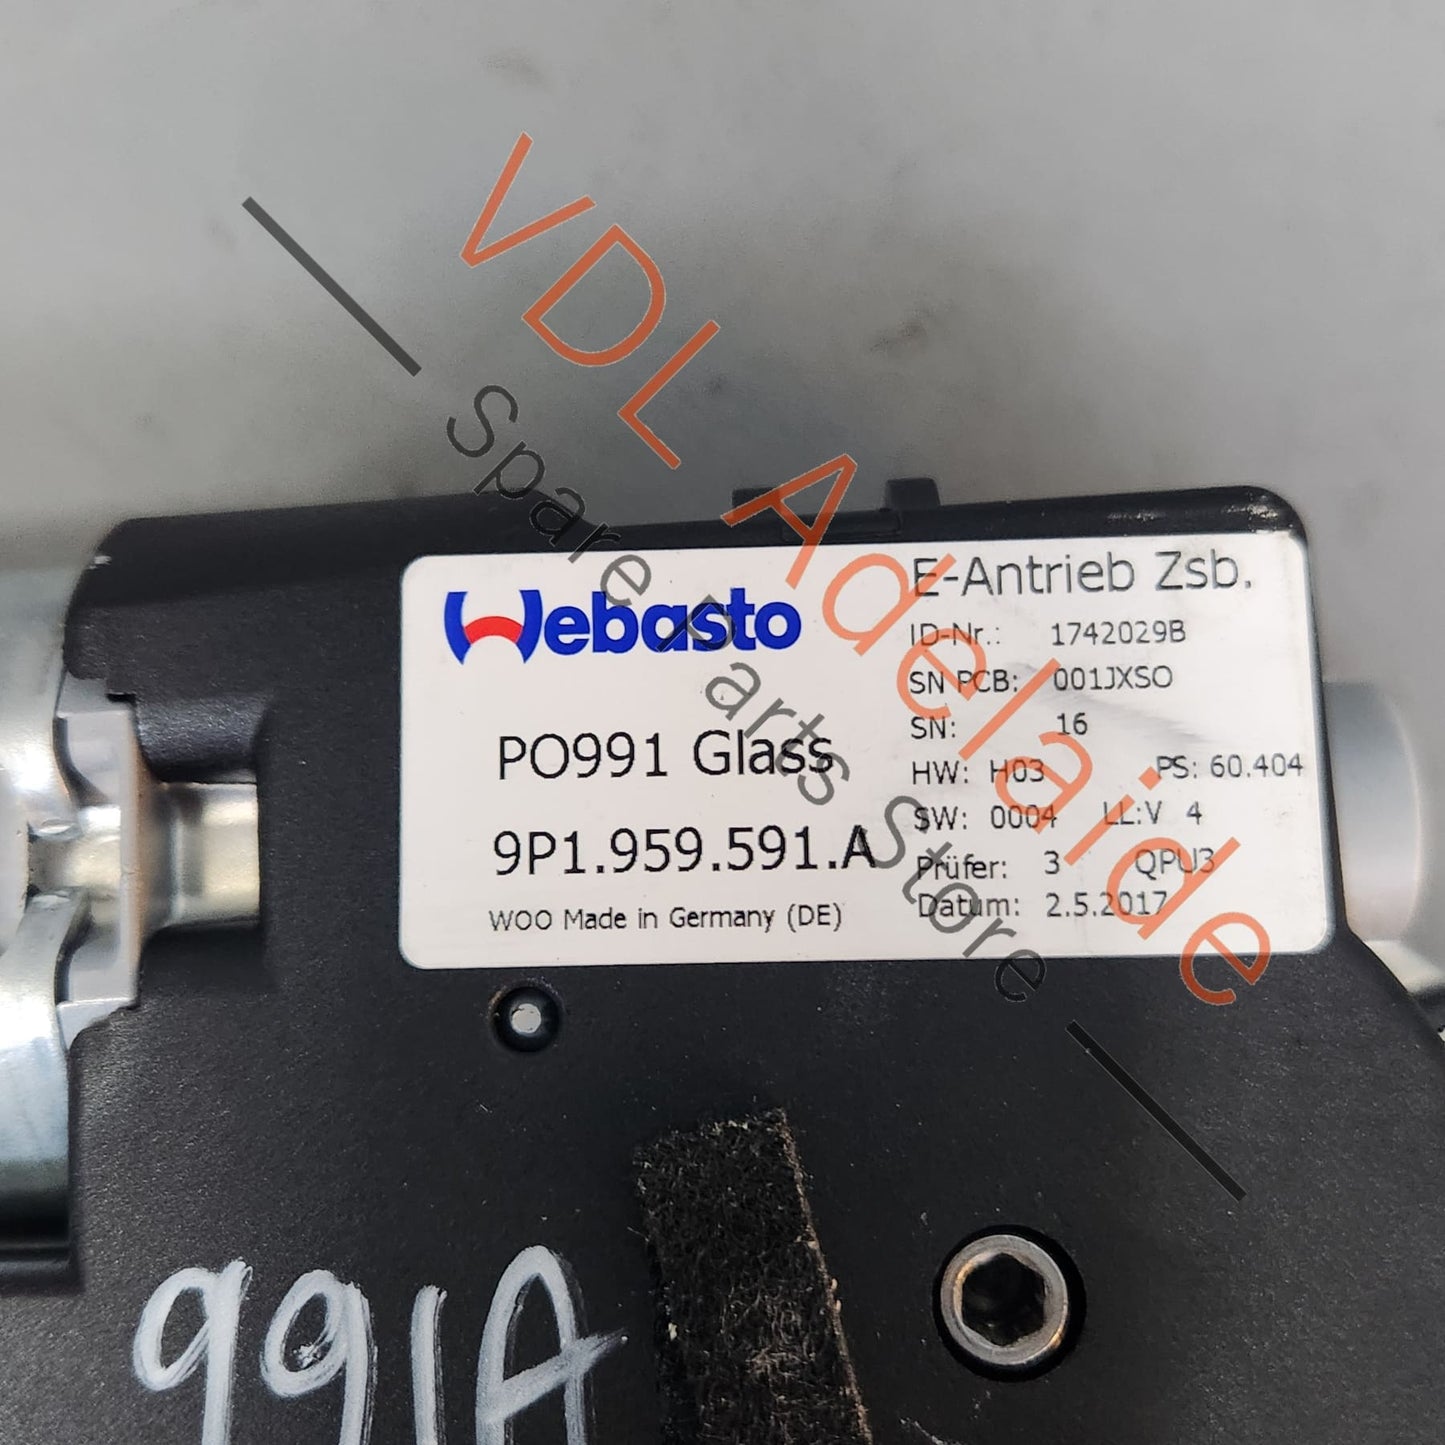 VDL Adelaide
Spare Parts Store
Webasto
PO991 Glass
9P1.959.591.A
WOO Made in Germany (DE)
E-Antrieb Zsb.
ID-Nr.: 1742029B
SN PCB: 001JXSO
SN: 16
HW: H03 PS: 60.404
SW: 0004 LL:V 4
Prüfer: 3 QPU3
Datum: 2.5.2017
991A